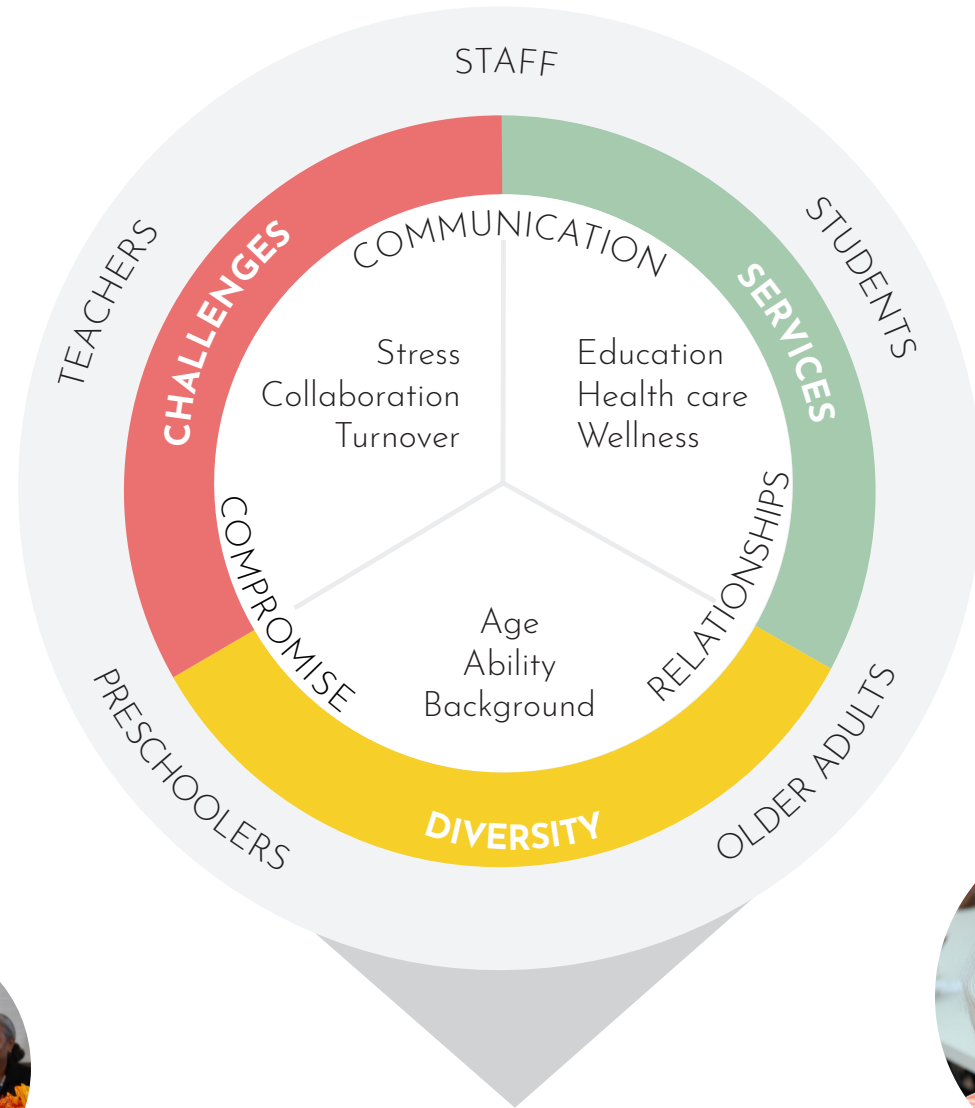 STAFF
TEACHERS
STUDENTS
CHALLENGES
SERVICES
COMMUNICATION
Stress
Collaboration
Turnover
Education
Health care
Wellness
COMPROMISE
RELATIONSHIPS
Age
Ability
Background
PRESCHOOLERS
OLDER ADULTS
DIVERSITY